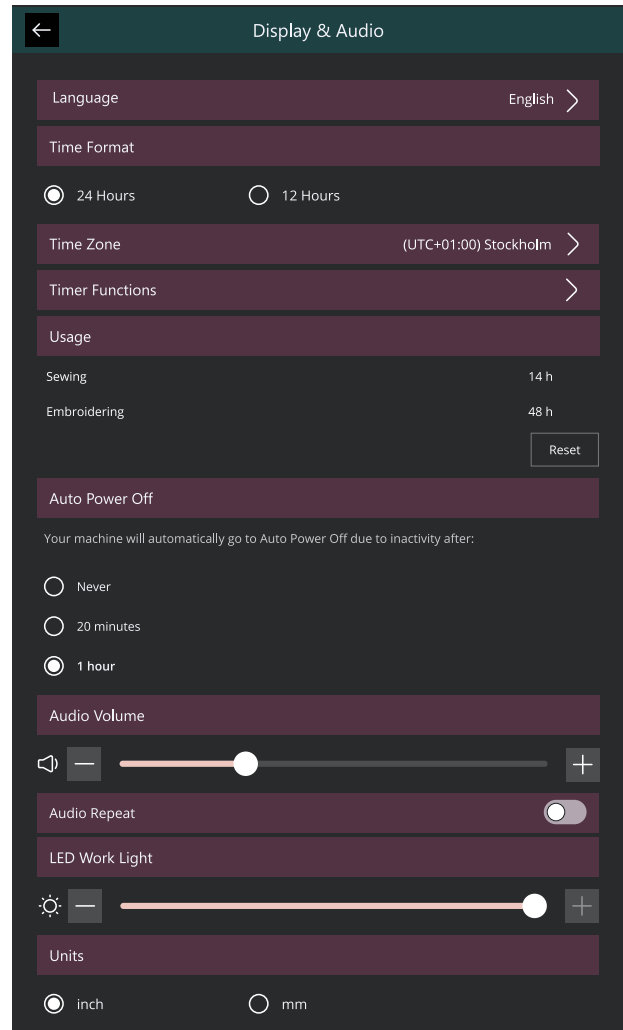 Display & Audio
Language English
Time Format
24 Hours 12 Hours
Time Zone (UTC+01:00) Stockholm
Timer Functions
Usage
Sewing 14 h
Embroidering 48 h
Reset
Auto Power Off
Your machine will automatically go to Auto Power Off due to inactivity after:
Never
20 minutes
1 hour
Audio Volume
Audio Repeat
LED Work Light
Units
inch mm